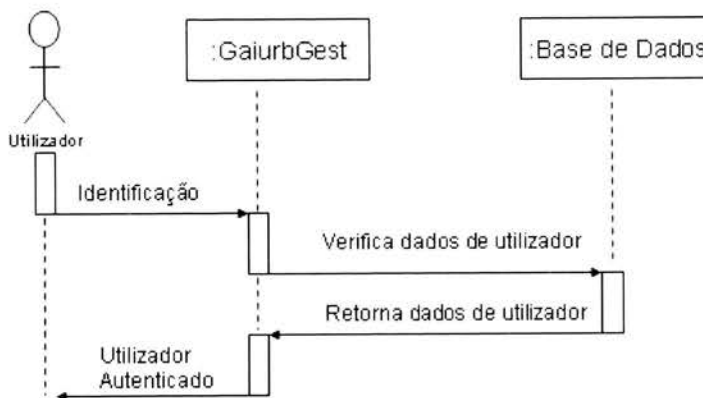 :GaiurbGest
:Base de Dados
Utilizador
Identificação
Verifica dados de utilizador
Retorna dados de utilizador
Utilizador
Autenticado